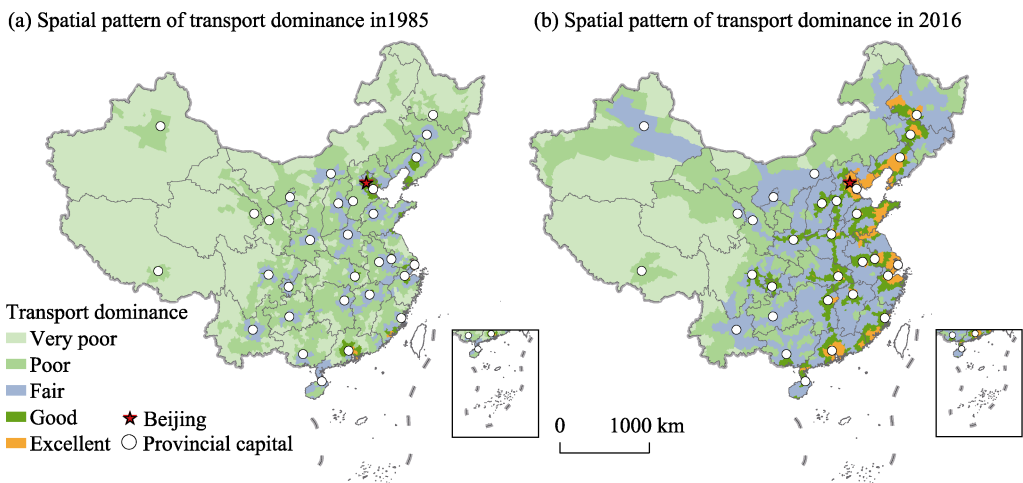 (a) Spatial pattern of transport dominance in1985
(b) Spatial pattern of transport dominance in 2016
Transport dominance
Very poor
Poor
Fair
Good
Excellent
Beijing
Provincial capital
0 1000 km